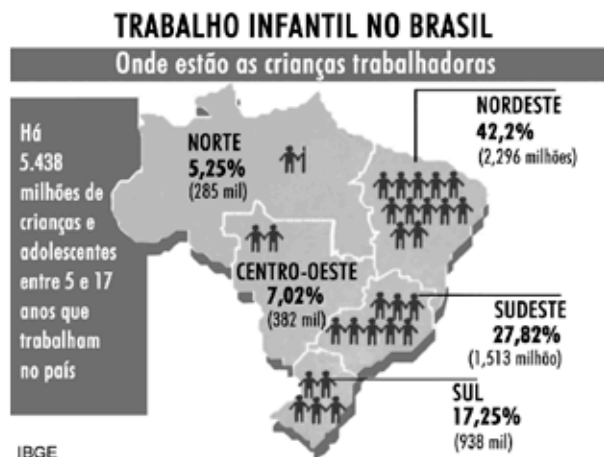 TRABALHO INFANTIL NO BRASIL
Onde estão as crianças trabalhadoras
Há
5.438
milhões de
crianças e
adolescentes
entre 5 e 17
anos que
trabalham
no país
NORTE
5,25%
(285 mil)
NORDESTE
42,2%
(2,296 milhões)
CENTRO-OESTE
7,02%
(382 mil)
SUDESTE
27,82%
(1,513 milhão)
SUL
17,25%
(938 mil)
IBGE